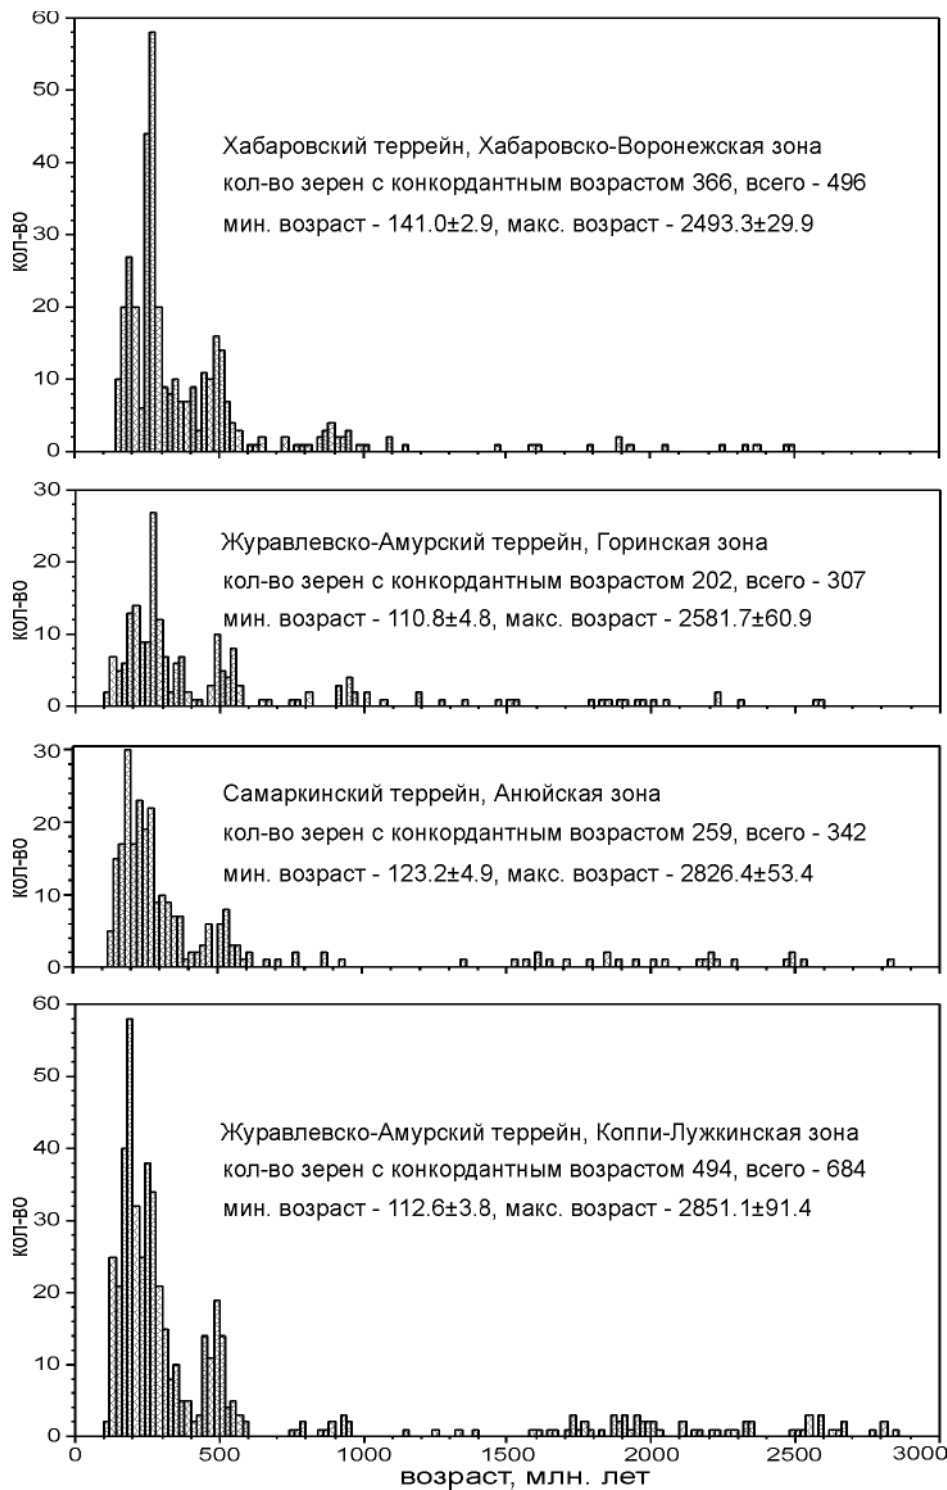 60
50
40
30
20
10
0
кол-во
Хабаровский террейн, Хабаровско-Воронежская зона
кол-во зерен с конкордантным возрастом 366, всего - 496
мин. возраст - 141.0±2.9, макс. возраст - 2493.3±29.9
30
20
10
0
кол-во
Журавлевско-Амурский террейн, Горинская зона
кол-во зерен с конкордантным возрастом 202, всего - 307
мин. возраст - 110.8±4.8, макс. возраст - 2581.7±60.9
30
20
10
0
кол-во
Самаркинский террейн, Анюйская зона
кол-во зерен с конкордантным возрастом 259, всего - 342
мин. возраст - 123.2±4.9, макс. возраст - 2826.4±53.4
60
50
40
30
20
10
0
кол-во
Журавлевско-Амурский террейн, Коппи-Лужкинская зона
кол-во зерен с конкордантным возрастом 494, всего - 684
мин. возраст - 112.6±3.8, макс. возраст - 2851.1±91.4
0 500 1000 1500 2000 2500 3000
возраст, млн. лет